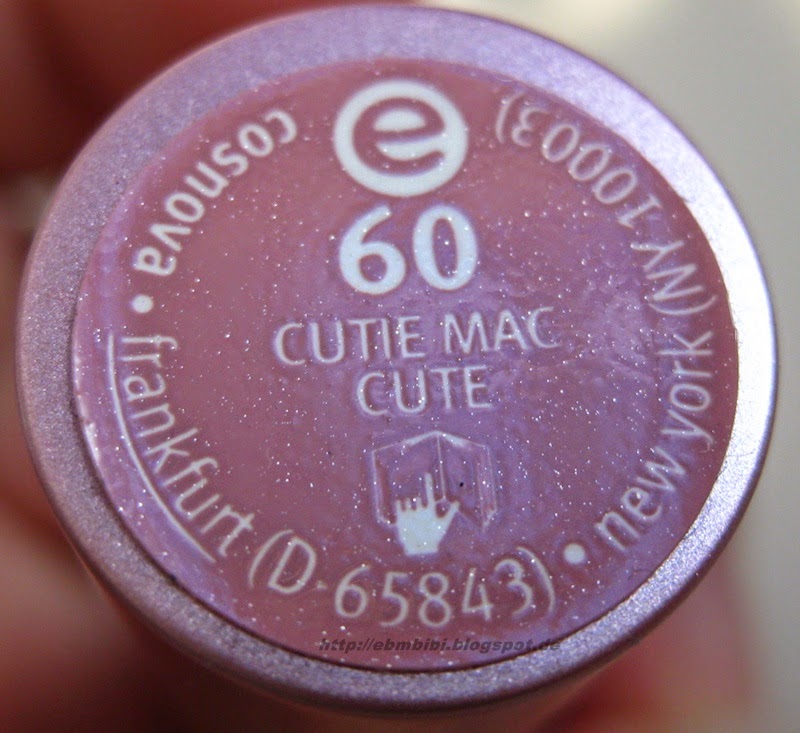 e
60
CUTIE MAC
CUTE
cosnova • frankfurt (D-65843) • new york (NY 10003)
http://ebmbibi.blogspot.de